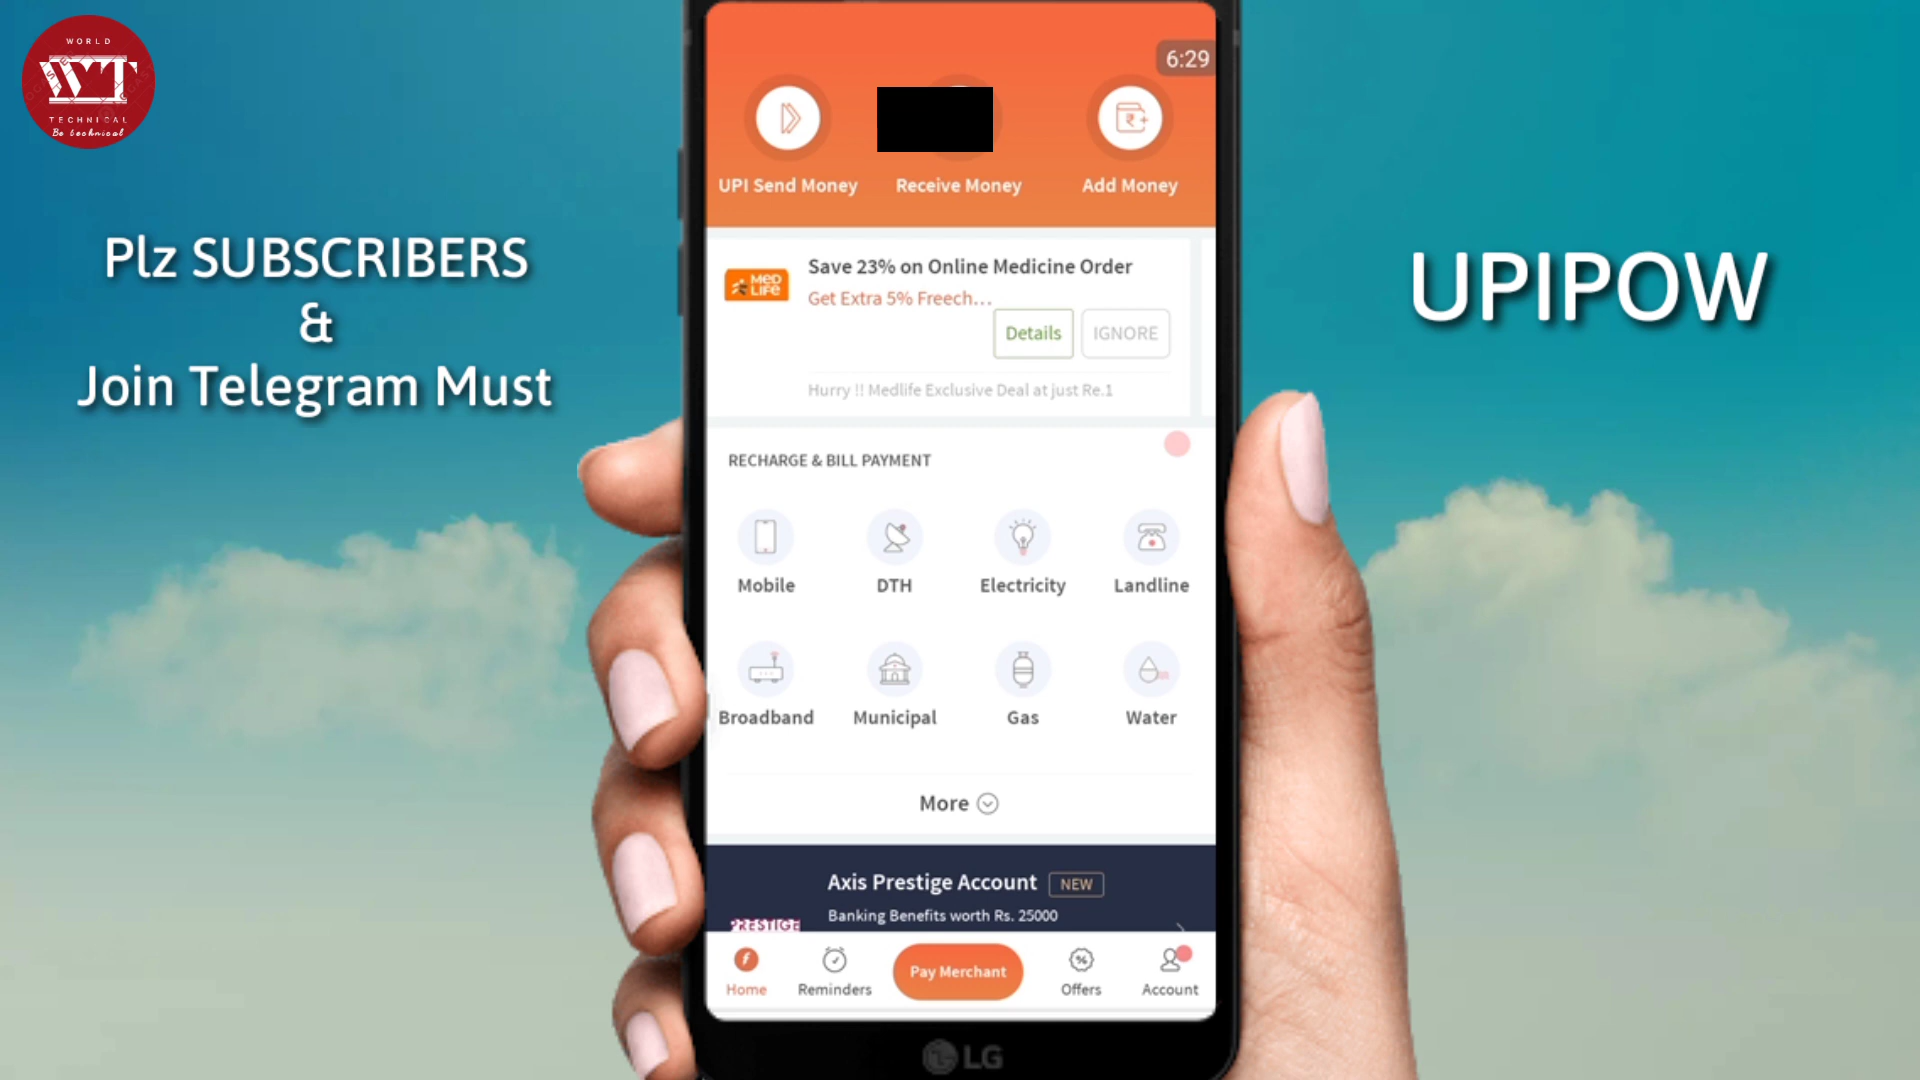 WORLD
WT
TECHNICAL
Be technical
Plz SUBSCRIBERS
&
Join Telegram Must
UPIPOW
6:29
UPI Send Money
Receive Money
Add Money
MED
LIFE
Save 23% on Online Medicine Order
Get Extra 5% Freech...
Details
IGNORE
Hurry !! Medlife Exclusive Deal at just Re.1
RECHARGE & BILL PAYMENT
Mobile
DTH
Electricity
Landline
Broadband
Municipal
Gas
Water
More
Axis Prestige Account
NEW
Banking Benefits worth Rs. 25000
PRESTIGE
Home
Reminders
Pay Merchant
Offers
Account
LG